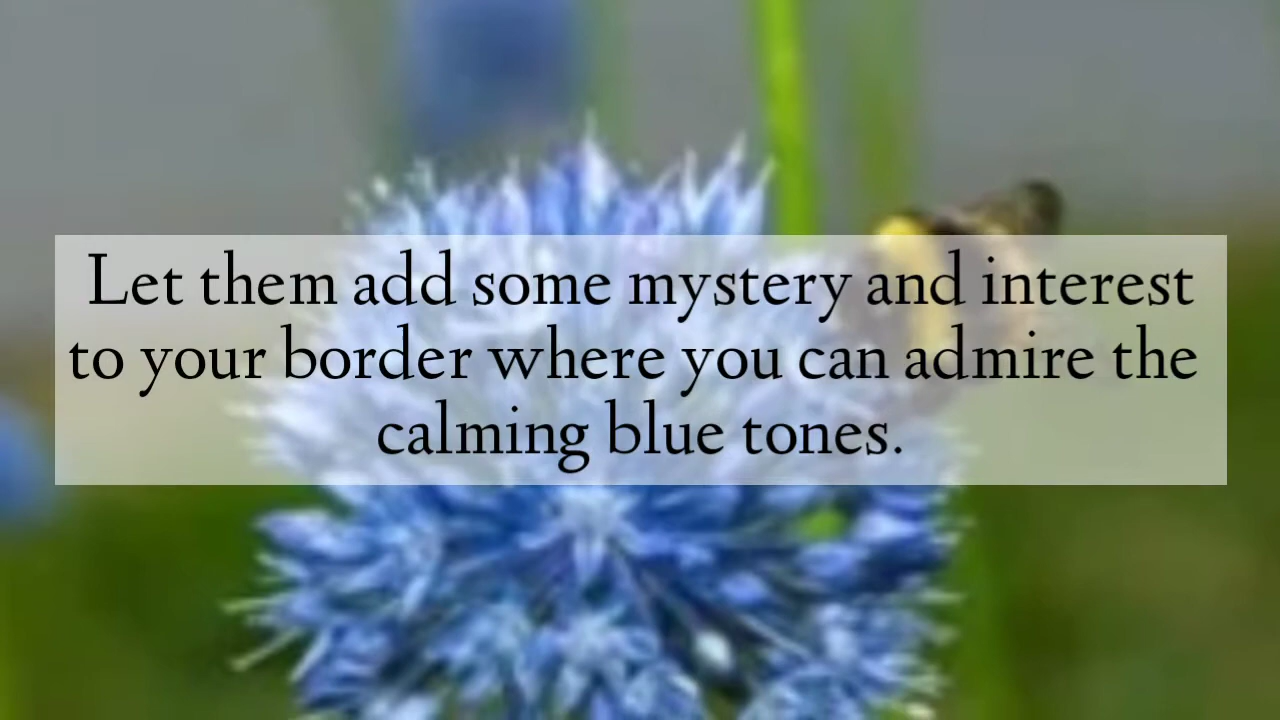 Let them add some mystery and interest
to your border where you can admire the
calming blue tones.